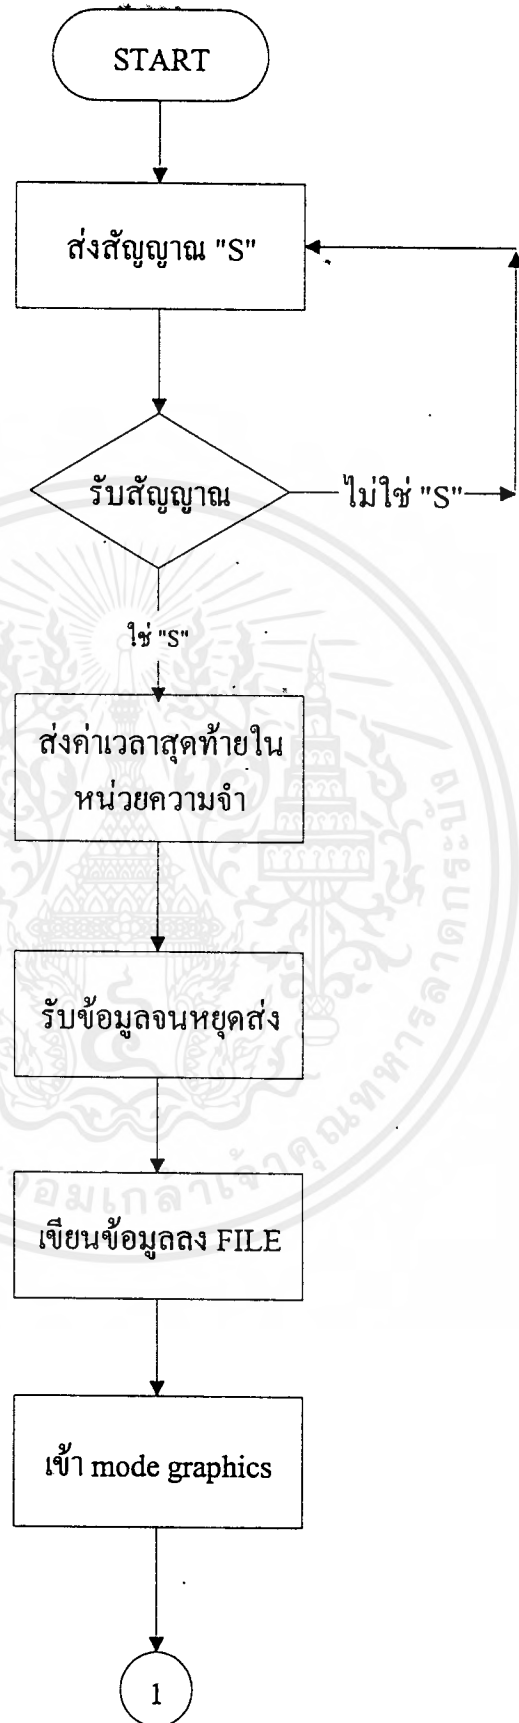 START
ส่งสัญญาณ "S"
รับสัญญาณ
ไม่ใช่ "S"
ใช่ "S"
ส่งค่าเวลาสุดท้ายใน
หน่วยความจำ
รับข้อมูลจนหยุดส่ง
เขียนข้อมูลลง FILE
เข้า mode graphics
1